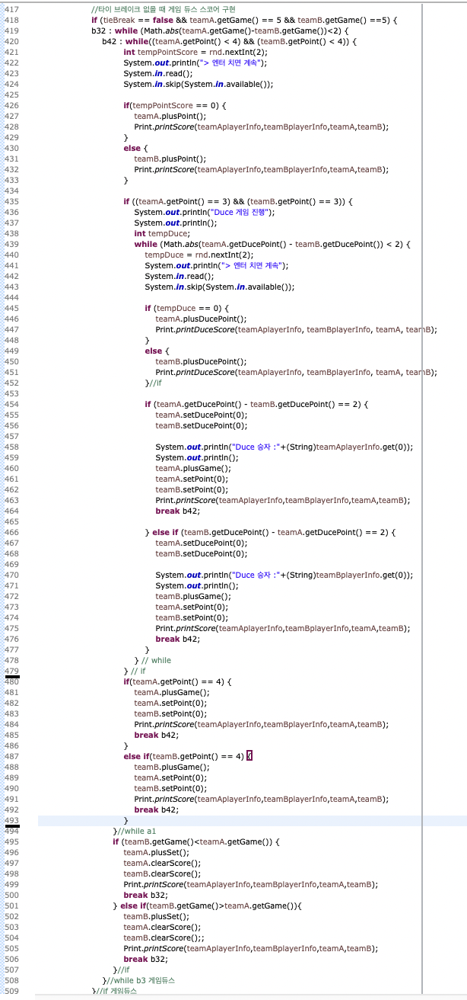 417 //타이 브레이크 없을 때 게임 듀스 스코어 구현
418 if (tieBreak == false && teamA.getGame() == 5 && teamB.getGame() ==5) {
419 b32 : while (Math.abs(teamA.getGame()-teamB.getGame())<2) {
420 b42 : while((teamA.getPoint() < 4) && (teamB.getPoint() < 4)) {
421 int tempPointScore = rnd.nextInt(2);
422 System.out.println("> 엔터 치면 계속");
423 System.in.read();
424 System.in.skip(System.in.available());
425
426 if(tempPointScore == 0) {
427 teamA.plusPoint();
428 Print.printScore(teamAplayerInfo,teamBplayerInfo,teamA,teamB);
429 }
430 else {
431 teamB.plusPoint();
432 Print.printScore(teamAplayerInfo,teamBplayerInfo,teamA,teamB);
433 }
434
435 if ((teamA.getPoint() == 3) && (teamB.getPoint() == 3)) {
436 System.out.println("Duce 게임 진행");
437 System.out.println();
438 int tempDuce;
439 while (Math.abs(teamA.getDucePoint() - teamB.getDucePoint()) < 2) {
440 tempDuce = rnd.nextInt(2);
441 System.out.println("> 엔터 치면 계속");
442 System.in.read();
443 System.in.skip(System.in.available());
444
445 if (tempDuce == 0) {
446 teamA.plusDucePoint();
447 Print.printDuceScore(teamAplayerInfo, teamBplayerInfo, teamA, teamB);
448 }
449 else {
450 teamB.plusDucePoint();
451 Print.printDuceScore(teamAplayerInfo, teamBplayerInfo, teamA, teamB);
452 }//if
453
454 if (teamA.getDucePoint() - teamB.getDucePoint() == 2) {
455 teamA.setDucePoint(0);
456 teamB.setDucePoint(0);
457
458 System.out.println("Duce 승자 :"+(String)teamAplayerInfo.get(0));
459 System.out.println();
460 teamA.plusGame();
461 teamA.setPoint(0);
462 teamB.setPoint(0);
463 Print.printScore(teamAplayerInfo,teamBplayerInfo,teamA,teamB);
464 break b42;
465
466 } else if (teamB.getDucePoint() - teamA.getDucePoint() == 2) {
467 teamA.setDucePoint(0);
468 teamB.setDucePoint(0);
469
470 System.out.println("Duce 승자 :"+(String)teamBplayerInfo.get(0));
471 System.out.println();
472 teamB.plusGame();
473 teamA.setPoint(0);
474 teamB.setPoint(0);
475 Print.printScore(teamAplayerInfo,teamBplayerInfo,teamA,teamB);
476 break b42;
477 }
478 } // while
479 } // if
480 if(teamA.getPoint() == 4) {
481 teamA.plusGame();
482 teamA.setPoint(0);
483 teamB.setPoint(0);
484 Print.printScore(teamAplayerInfo,teamBplayerInfo,teamA,teamB);
485 break b42;
486 }
487 else if(teamB.getPoint() == 4) {
488 teamB.plusGame();
489 teamA.setPoint(0);
490 teamB.setPoint(0);
491 Print.printScore(teamAplayerInfo,teamBplayerInfo,teamA,teamB);
492 break b42;
493 }
494 }//while a1
495 if (teamB.getGame()<teamA.getGame()) {
496 teamA.plusSet();
497 teamA.clearScore();
498 teamB.clearScore();
499 Print.printScore(teamAplayerInfo,teamBplayerInfo,teamA,teamB);
500 break b32;
501 } else if(teamB.getGame()>teamA.getGame()){
502 teamB.plusSet();
503 teamA.clearScore();
504 teamB.clearScore();;
505 Print.printScore(teamAplayerInfo,teamBplayerInfo,teamA,teamB);
506 break b32;
507 }//if
508 }//while b3 게임듀스
509 }//if 게임듀스